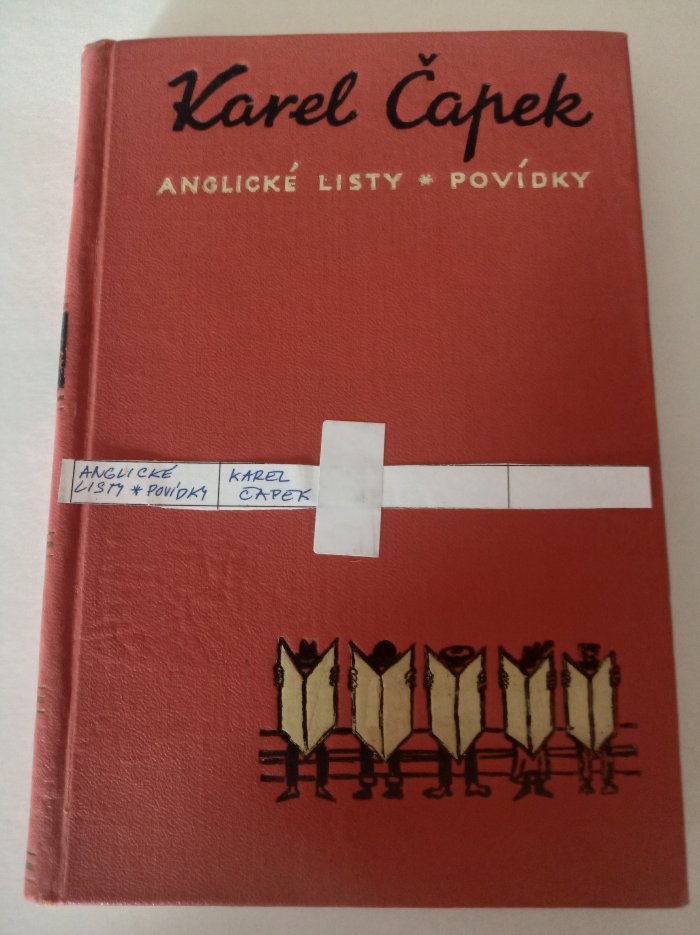 Karel Čapek
ANGLICKÉ LISTY * POVÍDKY
ANGLICKÉ
LISTY * POVÍDKY
KAREL
ČAPEK